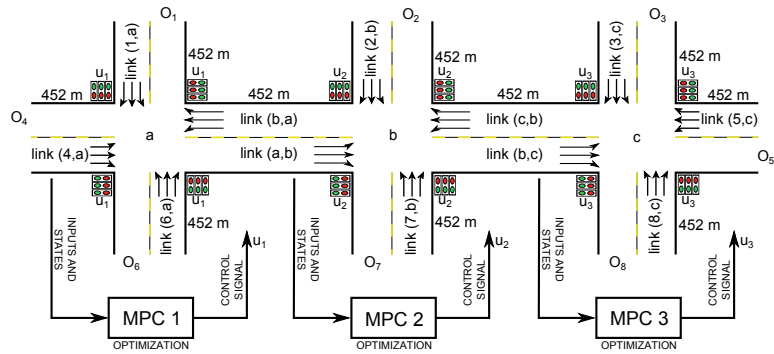 O1
O2
O3
452 m
452 m
452 m
link (1,a)
link (2,b)
link (3,c)
u1
u1
u2
u2
u3
u3
452 m
452 m
452 m
452 m
O4
link (b,a)
link (c,b)
link (5,c)
a
b
c
link (4,a)
link (a,b)
link (b,c)
O5
u1
u1
u2
u2
u3
u3
link (6,a)
link (7,b)
link (8,c)
452 m
452 m
452 m
INPUTS AND
STATES
O6
CONTROL
SIGNAL
u1
INPUTS AND
STATES
O7
CONTROL
SIGNAL
u2
INPUTS AND
STATES
O8
CONTROL
SIGNAL
u3
MPC 1
MPC 2
MPC 3
OPTIMIZATION
OPTIMIZATION
OPTIMIZATION